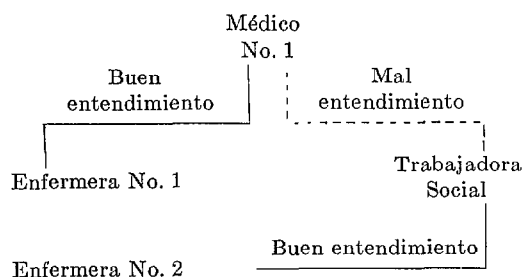 Médico
No. 1
Buen
entendimiento
Mal
entendimiento
Enfermera No. 1
Trabajadora
Social
Buen entendimiento
Enfermera No. 2